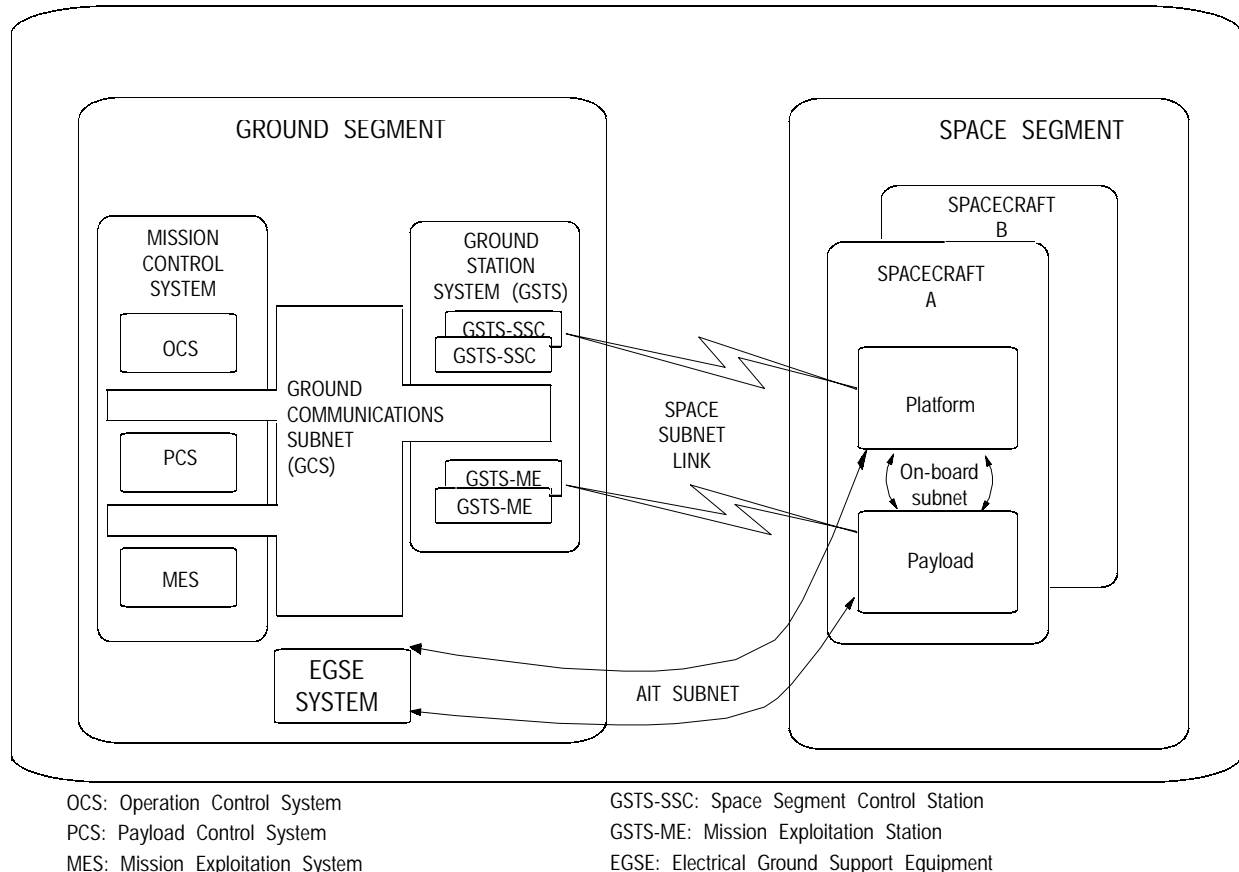 GROUND SEGMENT
MISSION
CONTROL
SYSTEM
OCS
PCS
MES
GROUND
COMMUNICATIONS
SUBNET
(GCS)
GROUND
STATION
SYSTEM (GSTS)
GSTS-SSC
GSTS-SSC
GSTS-ME
GSTS-ME
EGSE
SYSTEM
SPACE
SUBNET
LINK
AIT SUBNET
SPACE SEGMENT
SPACECRAFT
B
SPACECRAFT
A
Platform
On-board
subnet
Payload
OCS: Operation Control System
PCS: Payload Control System
MES: Mission Exploitation System
GSTS-SSC: Space Segment Control Station
GSTS-ME: Mission Exploitation Station
EGSE: Electrical Ground Support Equipment